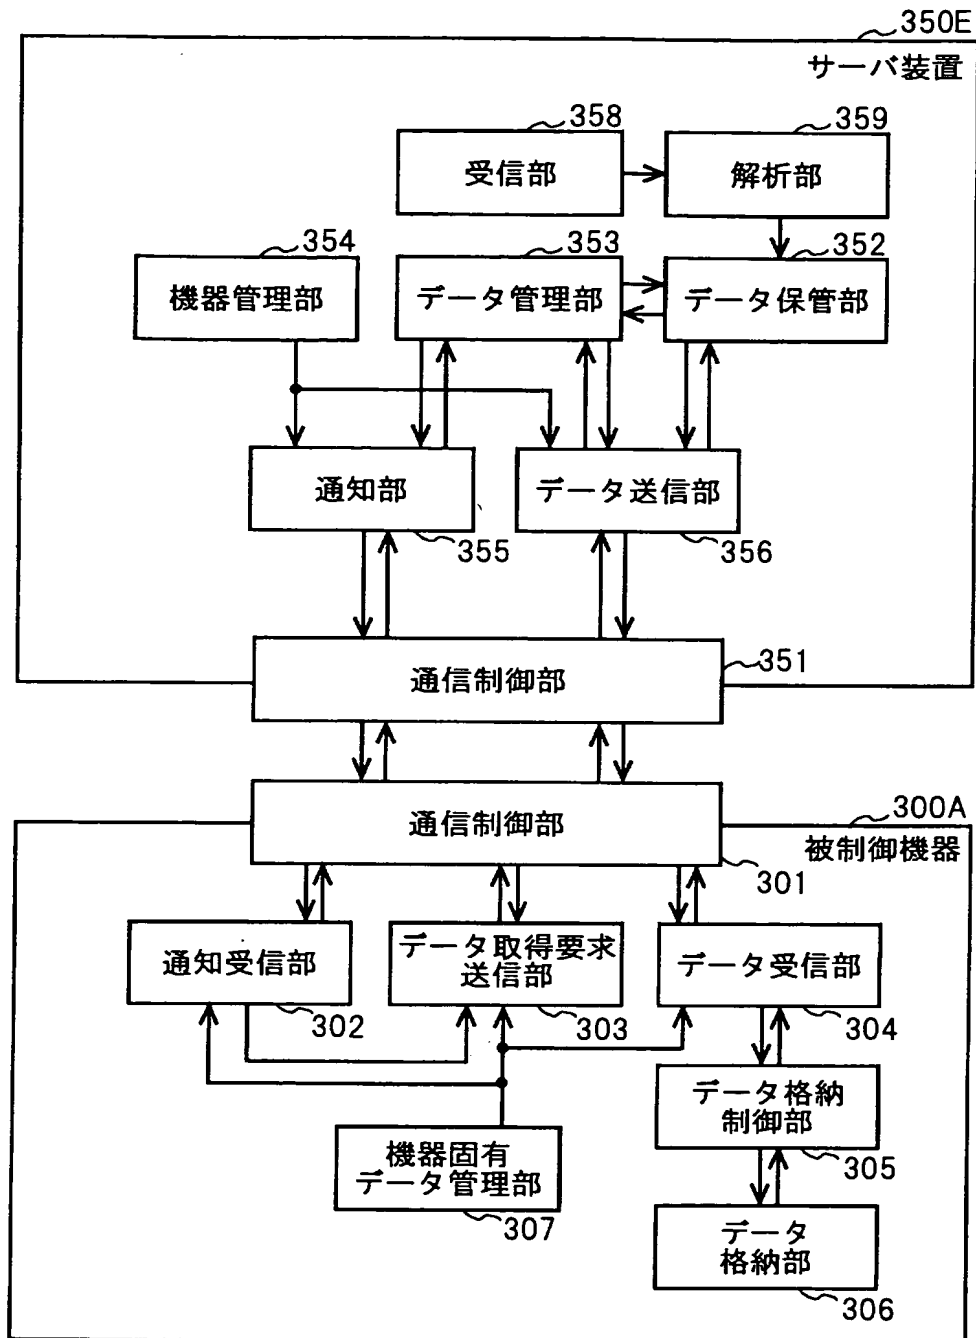 350E
サーバ装置
358
受信部
359
解析部
354
機器管理部
353
データ管理部
352
データ保管部
通知部
355
データ送信部
356
通信制御部
351
通信制御部
301
300A
被制御機器
通知受信部
302
データ取得要求
送信部
303
データ受信部
304
データ格納
制御部
305
機器固有
データ管理部
307
データ
格納部
306